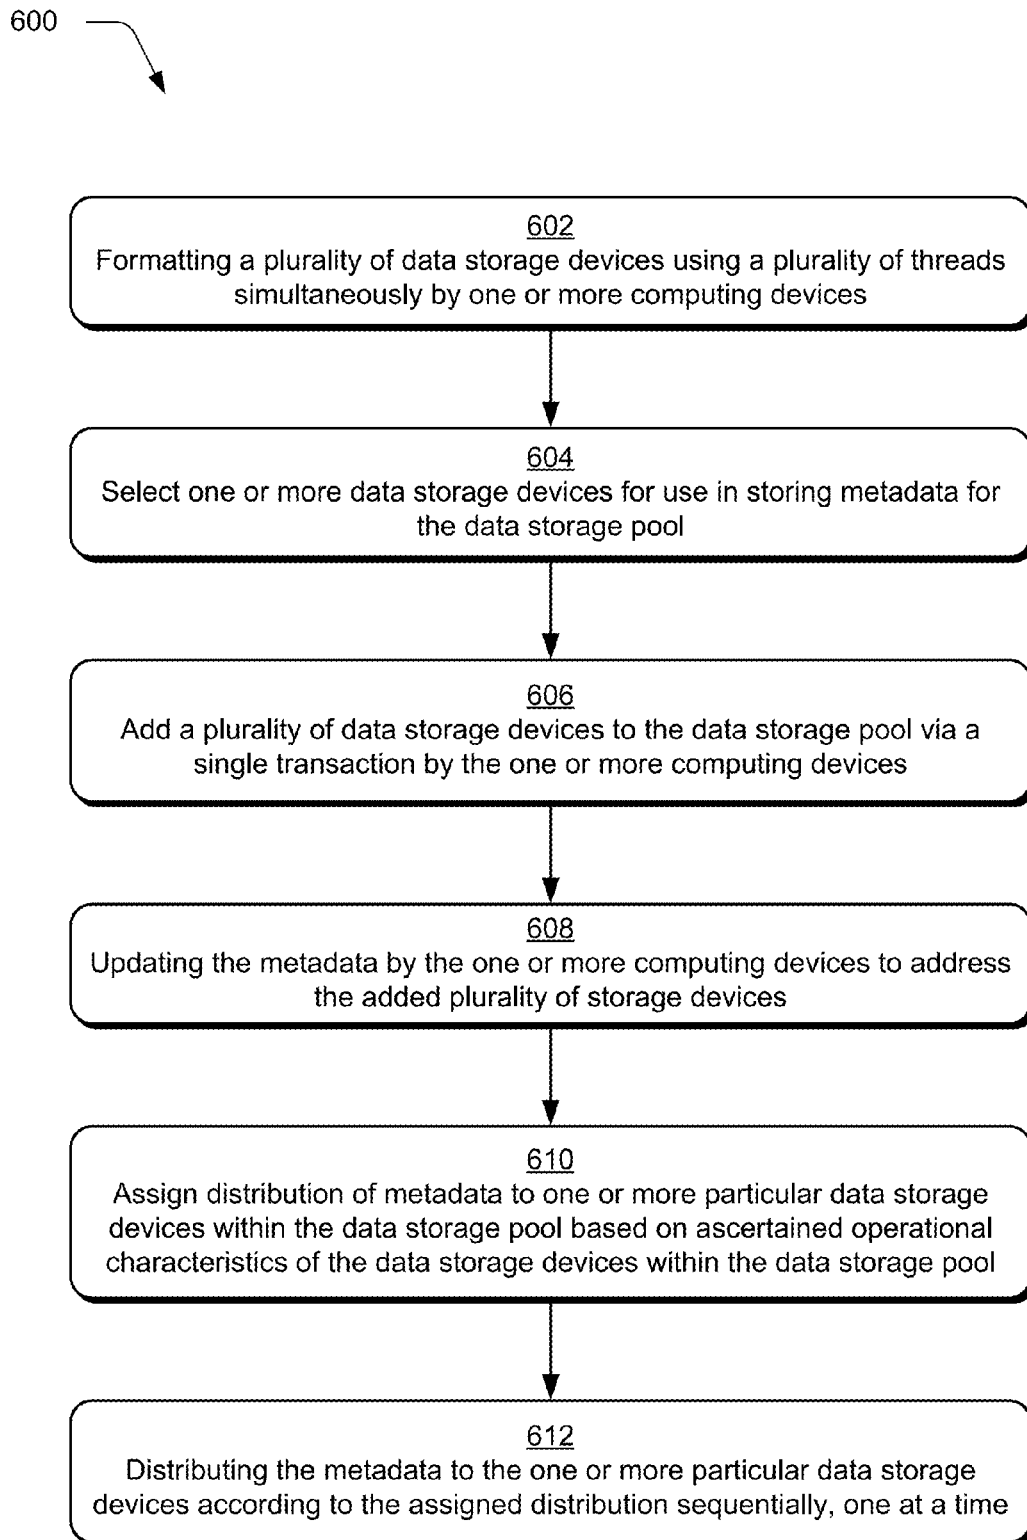 600
602
Formatting a plurality of data storage devices using a plurality of threads
simultaneously by one or more computing devices
604
Select one or more data storage devices for use in storing metadata for
the data storage pool
606
Add a plurality of data storage devices to the data storage pool via a
single transaction by the one or more computing devices
608
Updating the metadata by the one or more computing devices to address
the added plurality of storage devices
610
Assign distribution of metadata to one or more particular data storage
devices within the data storage pool based on ascertained operational
characteristics of the data storage devices within the data storage pool
612
Distributing the metadata to the one or more particular data storage
devices according to the assigned distribution sequentially, one at a time